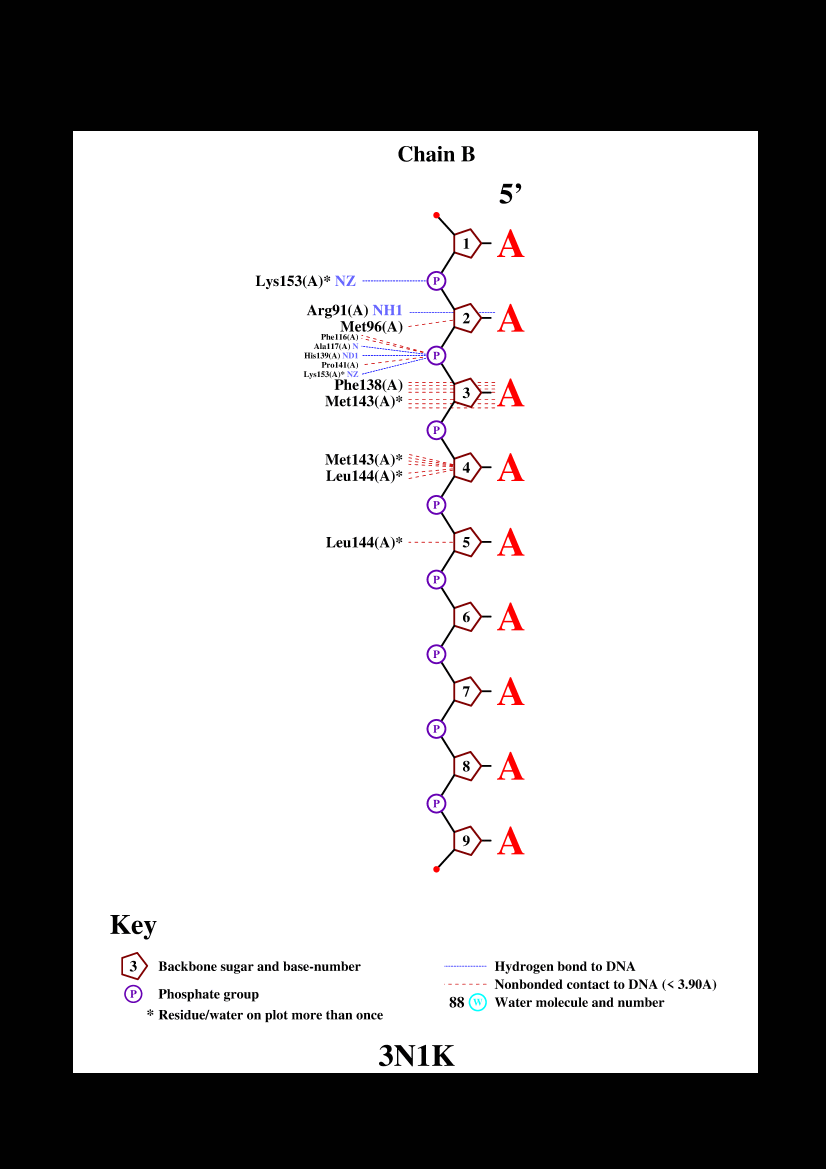 Chain B
5’
1 A
Lys153(A)* NZ P
Arg91(A) NH1
2 A
Met96(A)
Phe116(A)
Ala117(A) N
His139(A) ND1 P
Pro141(A)
Lys153(A)* NZ
Phe138(A)
3 A
Met143(A)*
P
Met143(A)*
4 A
Leu144(A)*
P
Leu144(A)* 5 A
P
6 A
P
7 A
P
8 A
P
9 A
Key
3 Backbone sugar and base-number
P Phosphate group
* Residue/water on plot more than once
Hydrogen bond to DNA
Nonbonded contact to DNA (< 3.90A)
88 W Water molecule and number
3N1K